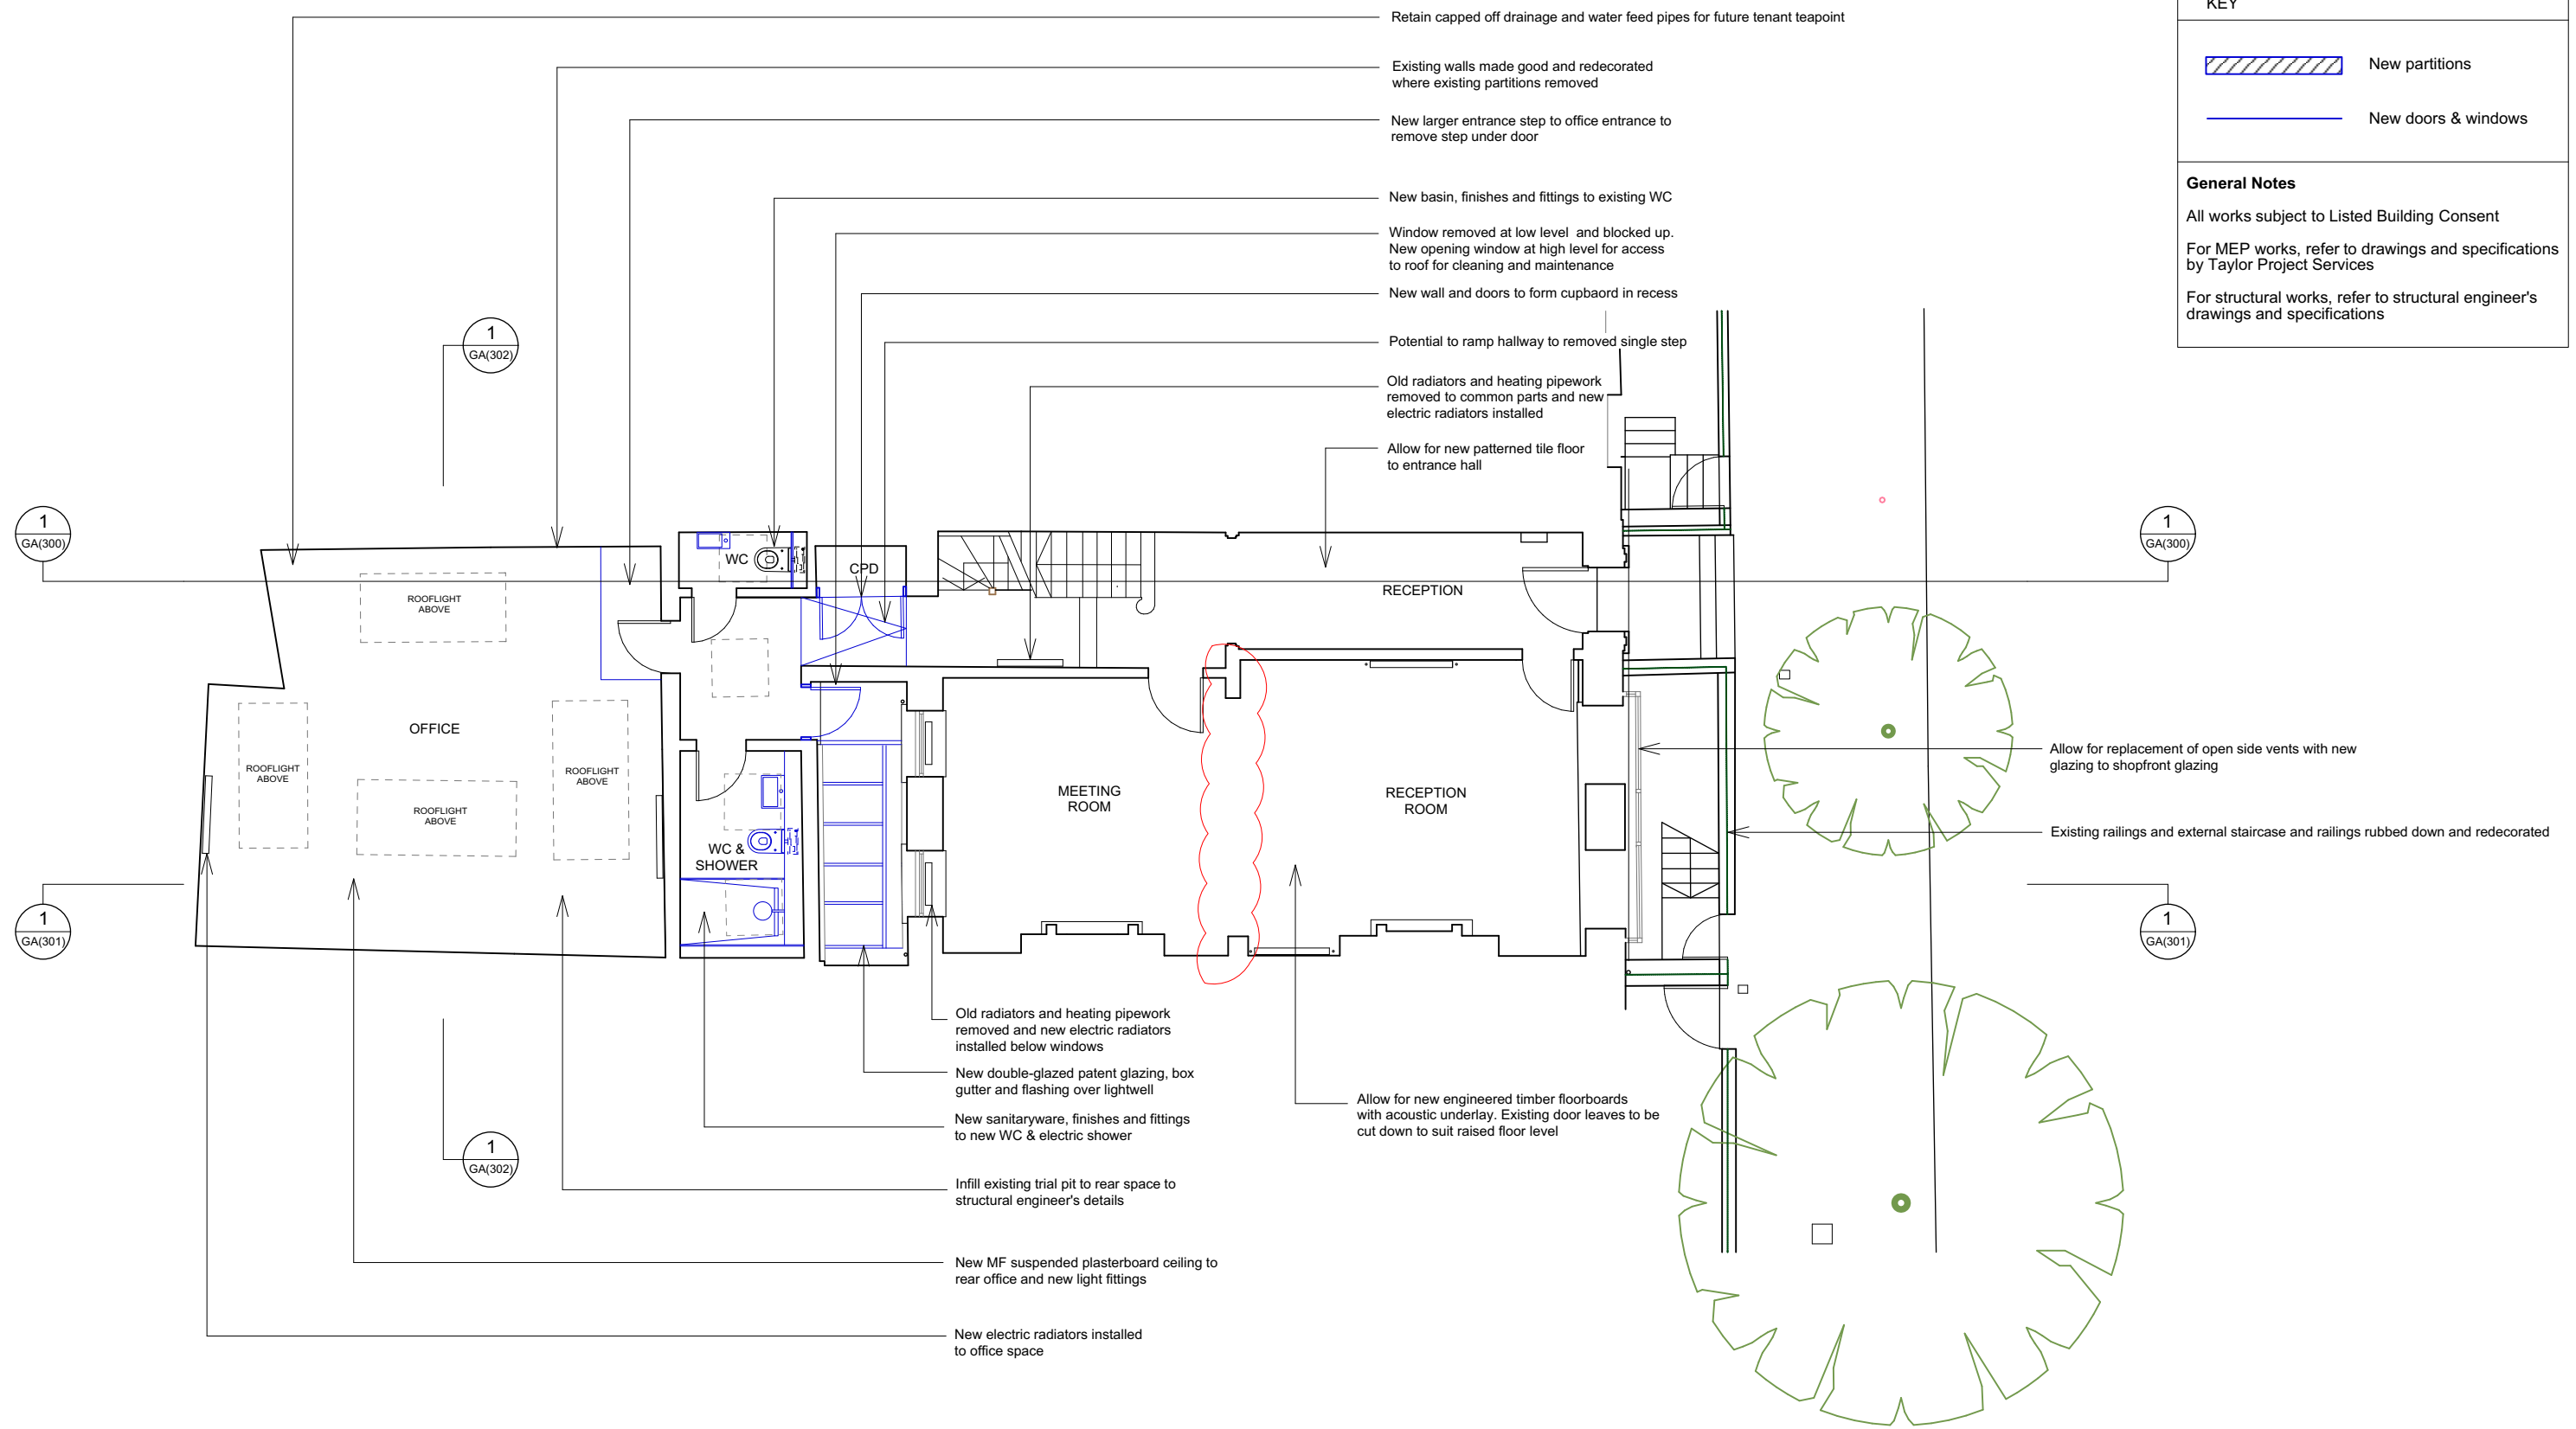 Retain capped off drainage and water feed pipes for future tenant teapoint
Existing walls made good and redecorated
where existing partitions removed
New larger entrance step to office entrance to
remove step under door
New basin, finishes and fittings to existing WC
Window removed at low level  and blocked up.
New opening window at high level for access
to roof for cleaning and maintenance
New wall and doors to form cupbaord in recess
Potential to ramp hallway to removed single step
Old radiators and heating pipework
removed to common parts and new
electric radiators installed
Allow for new patterned tile floor
to entrance hall
KEY
New partitions
New doors & windows
General Notes
All works subject to Listed Building Consent
For MEP works, refer to drawings and specifications
by Taylor Project Services
For structural works, refer to structural engineer's
drawings and specifications
1
GA(302)
1
GA(300)
1
GA(300)
WC
CPD
RECEPTION
ROOFLIGHT
ABOVE
OFFICE
ROOFLIGHT
ABOVE
ROOFLIGHT
ABOVE
ROOFLIGHT
ABOVE
WC &
SHOWER
MEETING
ROOM
RECEPTION
ROOM
Allow for replacement of open side vents with new
glazing to shopfront glazing
Existing railings and external staircase and railings rubbed down and redecorated
1
GA(301)
1
GA(301)
Old radiators and heating pipework
removed and new electric radiators
installed below windows
New double-glazed patent glazing, box
gutter and flashing over lightwell
New sanitaryware, finishes and fittings
to new WC & electric shower
Allow for new engineered timber floorboards
with acoustic underlay. Existing door leaves to be
cut down to suit raised floor level
1
GA(302)
Infill existing trial pit to rear space to
structural engineer's details
New MF suspended plasterboard ceiling to
rear office and new light fittings
New electric radiators installed
to office space